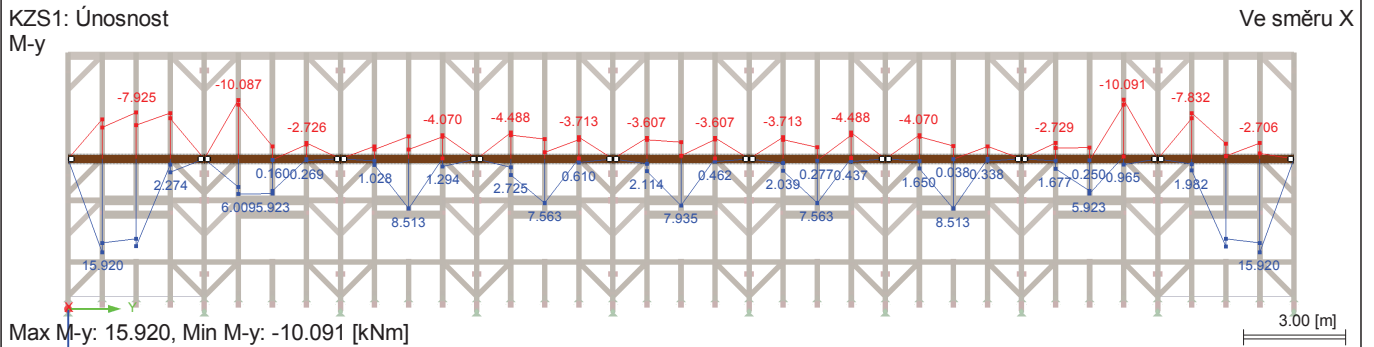 KZS1: Únosnost
Ve směru X
M-y
-7.925 -10.087 -2.726 -4.070 -4.488 -3.713 -3.607 -3.607 -3.713 -4.488 -4.070 -2.729 -10.091 -7.832 -2.706
2.274 0.160 0.269 1.028 1.294 2.725 0.610 2.114 0.462 2.039 0.277 0.437 1.650 0.038 0.338 1.677 0.250 0.965 1.982
6.009 5.923 8.513 7.563 7.935 7.563 8.513 5.923
15.920 15.920
X Y
Max M-y: 15.920, Min M-y: -10.091 [kNm]
3.00 [m]